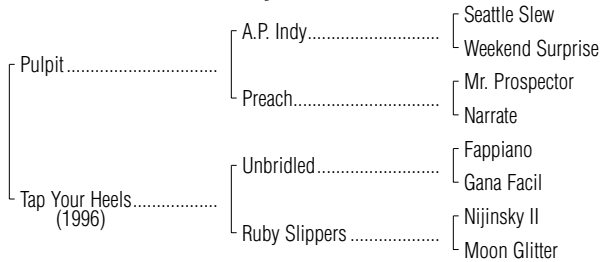 Seattle Slew
A.P. Indy..............................
Weekend Surprise
Pulpit..............................
Mr. Prospector
Preach.................................
Narrate
Fappiano
Unbridled............................
Gana Facil
Tap Your Heels.................
(1996)
Nijinsky II
Ruby Slippers ....................
Moon Glitter